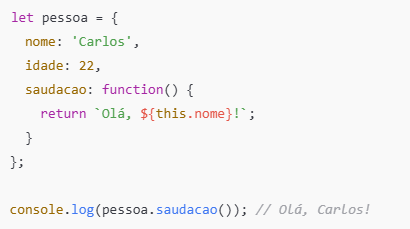 let pessoa = {
  nome: 'Carlos',
  idade: 22,
  saudacao: function() {
    return `Olá, ${this.nome}!`;
  }
};

console.log(pessoa.saudacao()); // Olá, Carlos!